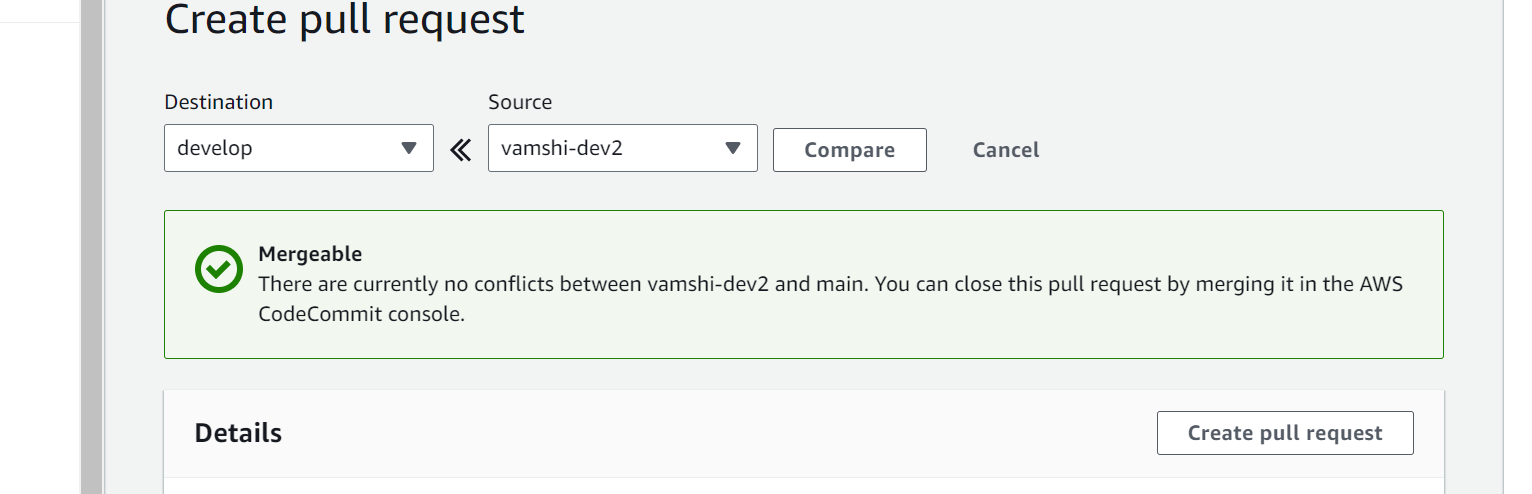 Create pull request
Destination
Source
develop
vamshi-dev2
Compare
Cancel
Mergeable
There are currently no conflicts between vamshi-dev2 and main. You can close this pull request by merging it in the AWS
CodeCommit console.
Details
Create pull request